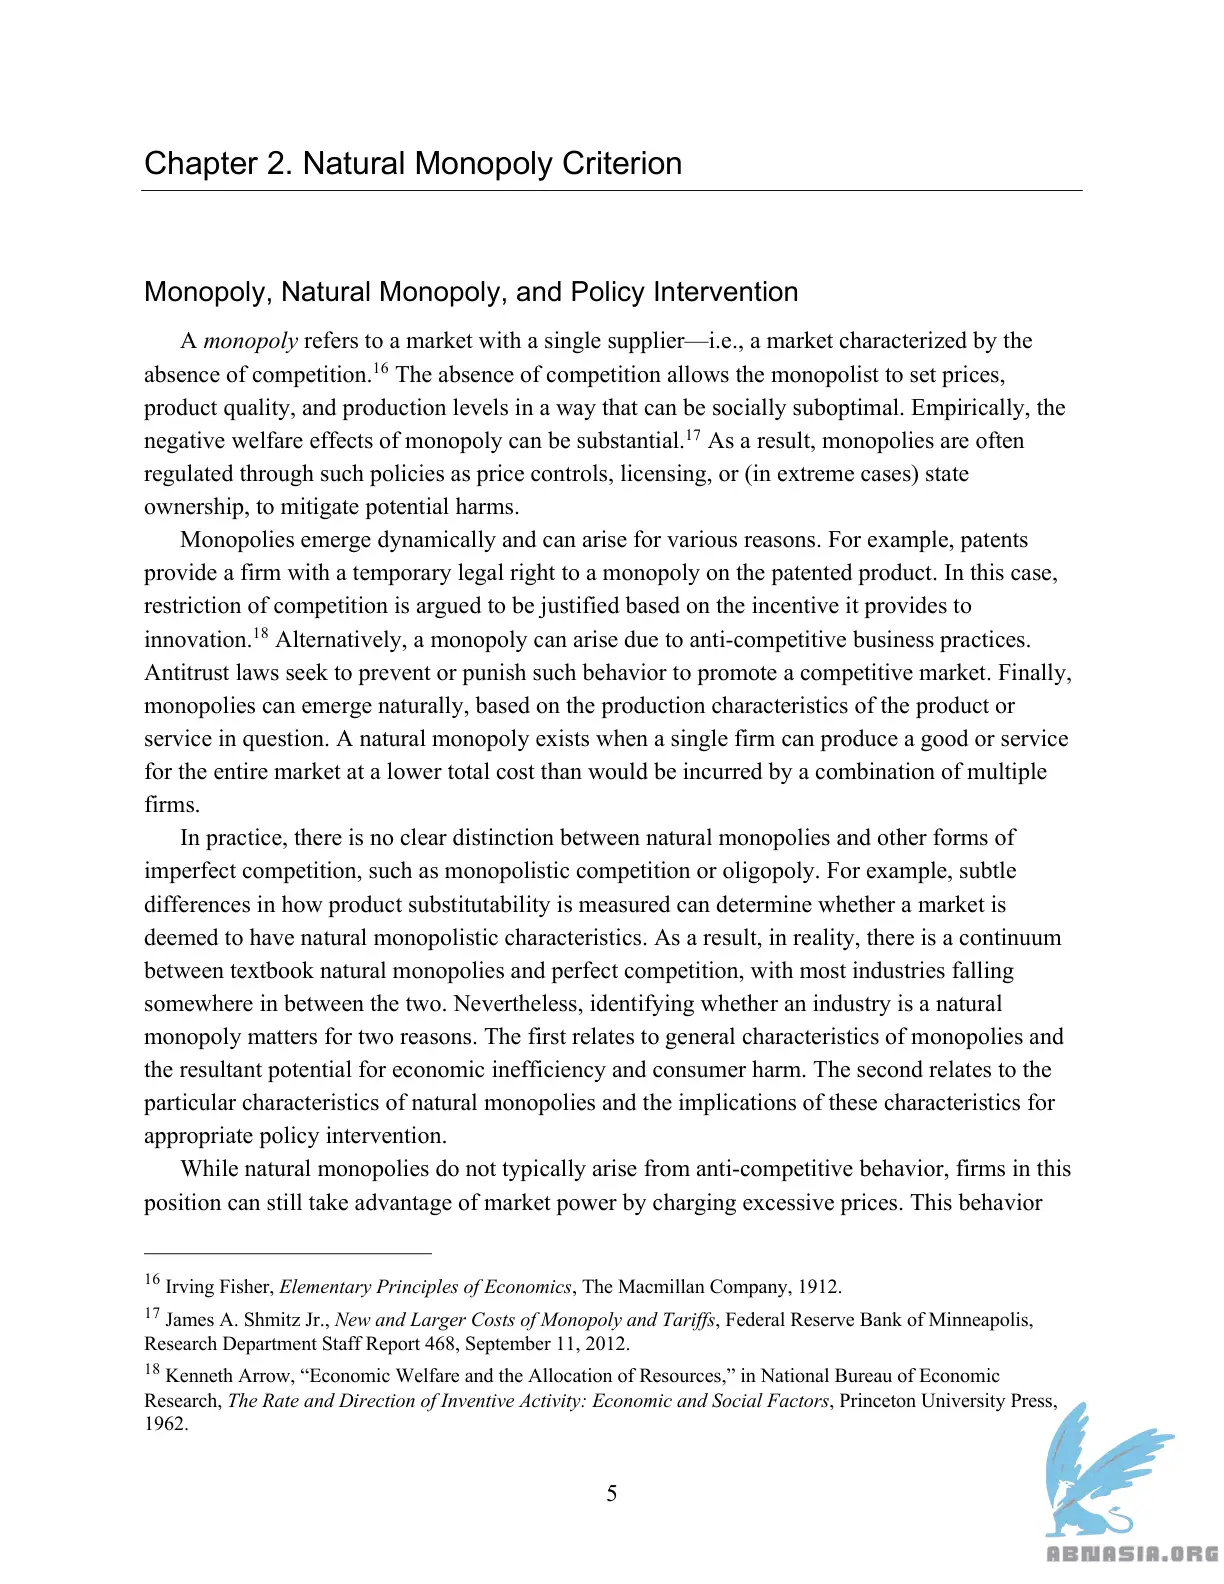 Chapter 2. Natural Monopoly Criterion
Monopoly, Natural Monopoly, and Policy Intervention
A monopoly refers to a market with a single supplier—i.e., a market characterized by the
absence of competition.16 The absence of competition allows the monopolist to set prices,
product quality, and production levels in a way that can be socially suboptimal. Empirically, the
negative welfare effects of monopoly can be substantial.17 As a result, monopolies are often
regulated through such policies as price controls, licensing, or (in extreme cases) state
ownership, to mitigate potential harms.
Monopolies emerge dynamically and can arise for various reasons. For example, patents
provide a firm with a temporary legal right to a monopoly on the patented product. In this case,
restriction of competition is argued to be justified based on the incentive it provides to
innovation.18 Alternatively, a monopoly can arise due to anti-competitive business practices.
Antitrust laws seek to prevent or punish such behavior to promote a competitive market. Finally,
monopolies can emerge naturally, based on the production characteristics of the product or
service in question. A natural monopoly exists when a single firm can produce a good or service
for the entire market at a lower total cost than would be incurred by a combination of multiple
firms.
In practice, there is no clear distinction between natural monopolies and other forms of
imperfect competition, such as monopolistic competition or oligopoly. For example, subtle
differences in how product substitutability is measured can determine whether a market is
deemed to have natural monopolistic characteristics. As a result, in reality, there is a continuum
between textbook natural monopolies and perfect competition, with most industries falling
somewhere in between the two. Nevertheless, identifying whether an industry is a natural
monopoly matters for two reasons. The first relates to general characteristics of monopolies and
the resultant potential for economic inefficiency and consumer harm. The second relates to the
particular characteristics of natural monopolies and the implications of these characteristics for
appropriate policy intervention.
While natural monopolies do not typically arise from anti-competitive behavior, firms in this
position can still take advantage of market power by charging excessive prices. This behavior
16 Irving Fisher, Elementary Principles of Economics, The Macmillan Company, 1912.
17 James A. Shmitz Jr., New and Larger Costs of Monopoly and Tariffs, Federal Reserve Bank of Minneapolis,
Research Department Staff Report 468, September 11, 2012.
18 Kenneth Arrow, “Economic Welfare and the Allocation of Resources,” in National Bureau of Economic
Research, The Rate and Direction of Inventive Activity: Economic and Social Factors, Princeton University Press,
1962.
5
ABNASIA.ORG